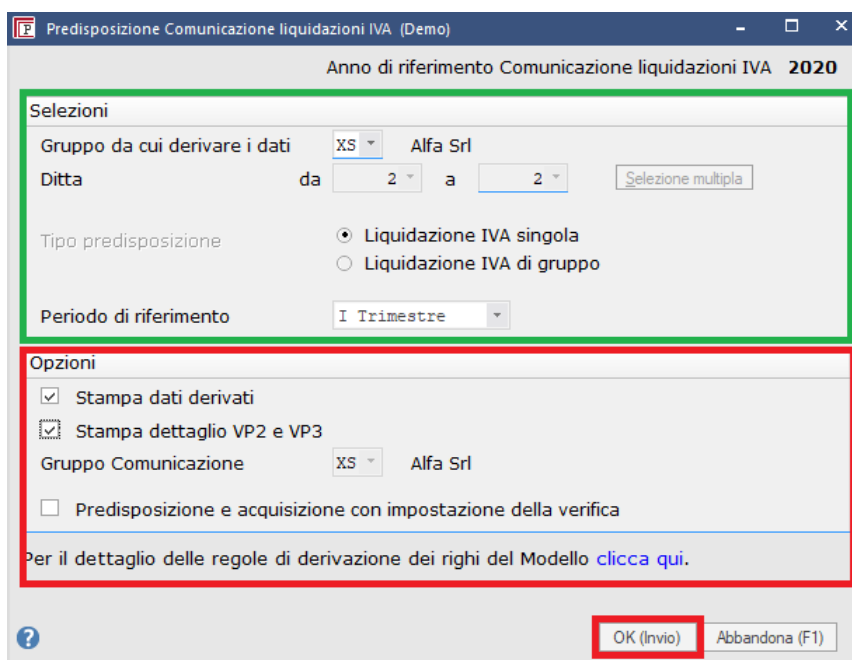 Predisposizione Comunicazione liquidazioni IVA (Demo)
Anno di riferimento Comunicazione liquidazioni IVA 2020
Selezioni
Gruppo da cui derivare i dati XS Alfa Srl
Ditta da 2 a 2 Selezione multipla
Tipo predisposizione
Liquidazione IVA singola
Liquidazione IVA di gruppo
Periodo di riferimento I Trimestre
Opzioni
Stampa dati derivati
Stampa dettaglio VP2 e VP3
Gruppo Comunicazione XS Alfa Srl
Predisposizione e acquisizione con impostazione della verifica
Per il dettaglio delle regole di derivazione dei righi del Modello clicca qui.
? OK (Invio) Abbandona (F1)